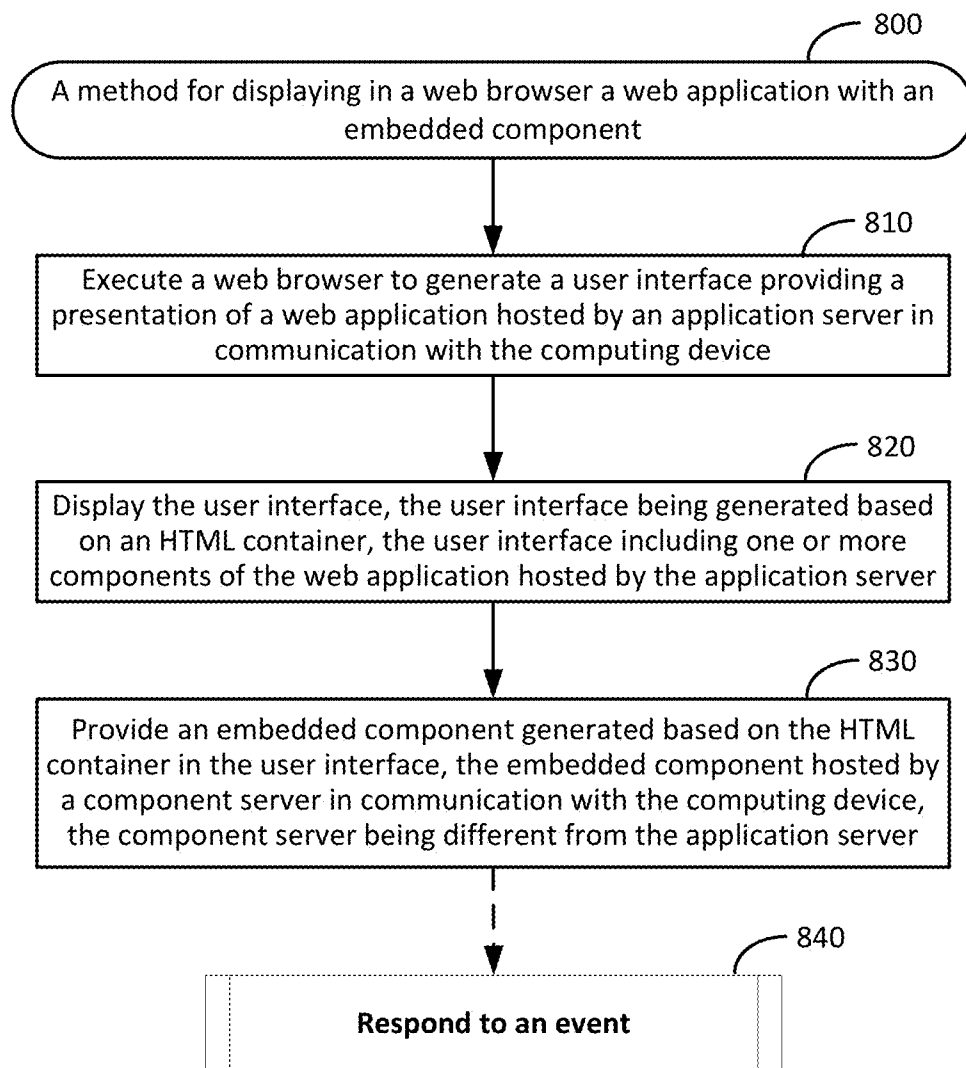 800
A method for displaying in a web browser a web application with an
embedded component
810
Execute a web browser to generate a user interface providing a
presentation of a web application hosted by an application server in
communication with the computing device
820
Display the user interface, the user interface being generated based
on an HTML container, the user interface including one or more
components of the web application hosted by the application server
830
Provide an embedded component generated based on the HTML
container in the user interface, the embedded component hosted by
a component server in communication with the computing device,
the component server being different from the application server
840
Respond to an event